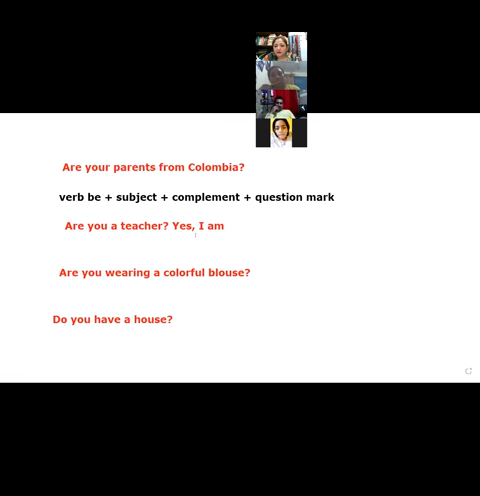 Are your parents from Colombia?
verb be + subject + complement + question mark
Are you a teacher? Yes, I am
Are you wearing a colorful blouse?
Do you have a house?